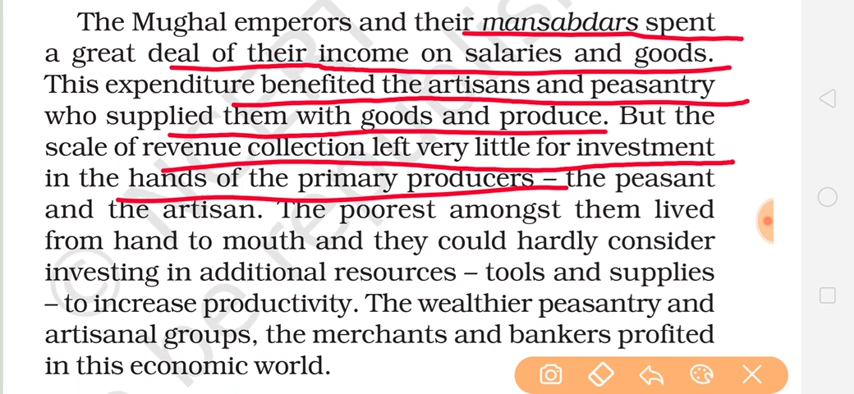 The Mughal emperors and their mansabdars spent
a great deal of their income on salaries and goods.
This expenditure benefited the artisans and peasantry
who supplied them with goods and produce. But the
scale of revenue collection left very little for investment
in the hands of the primary producers – the peasant
and the artisan. The poorest amongst them lived
from hand to mouth and they could hardly consider
investing in additional resources – tools and supplies
– to increase productivity. The wealthier peasantry and
artisanal groups, the merchants and bankers profited
in this economic world.